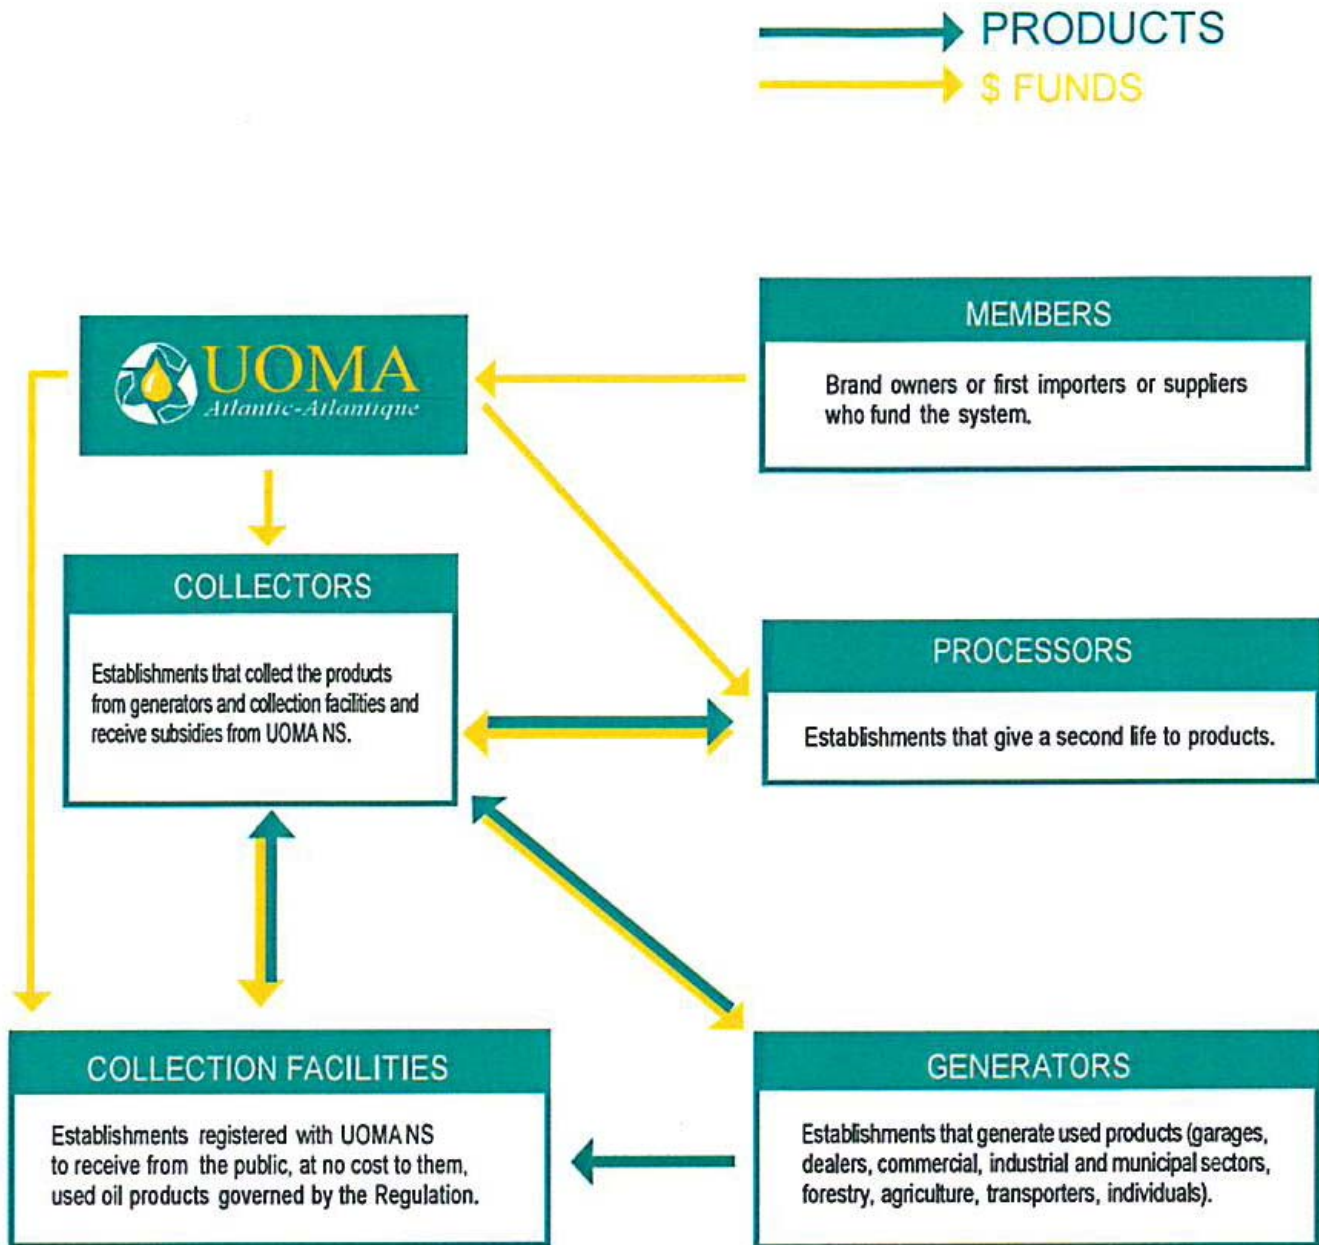 PRODUCTS
$ FUNDS
UOMA
Atlantic-Atlantique
MEMBERS
Brand owners or first importers or suppliers
who fund the system.
COLLECTORS
Establishments that collect the products
from generators and collection facilities and
receive subsidies from UOMA NS.
PROCESSORS
Establishments that give a second life to products.
COLLECTION FACILITIES
Establishments registered with UOMA NS
to receive from the public, at no cost to them,
used oil products governed by the Regulation.
GENERATORS
Establishments that generate used products (garages,
dealers, commercial, industrial and municipal sectors,
forestry, agriculture, transporters, individuals).